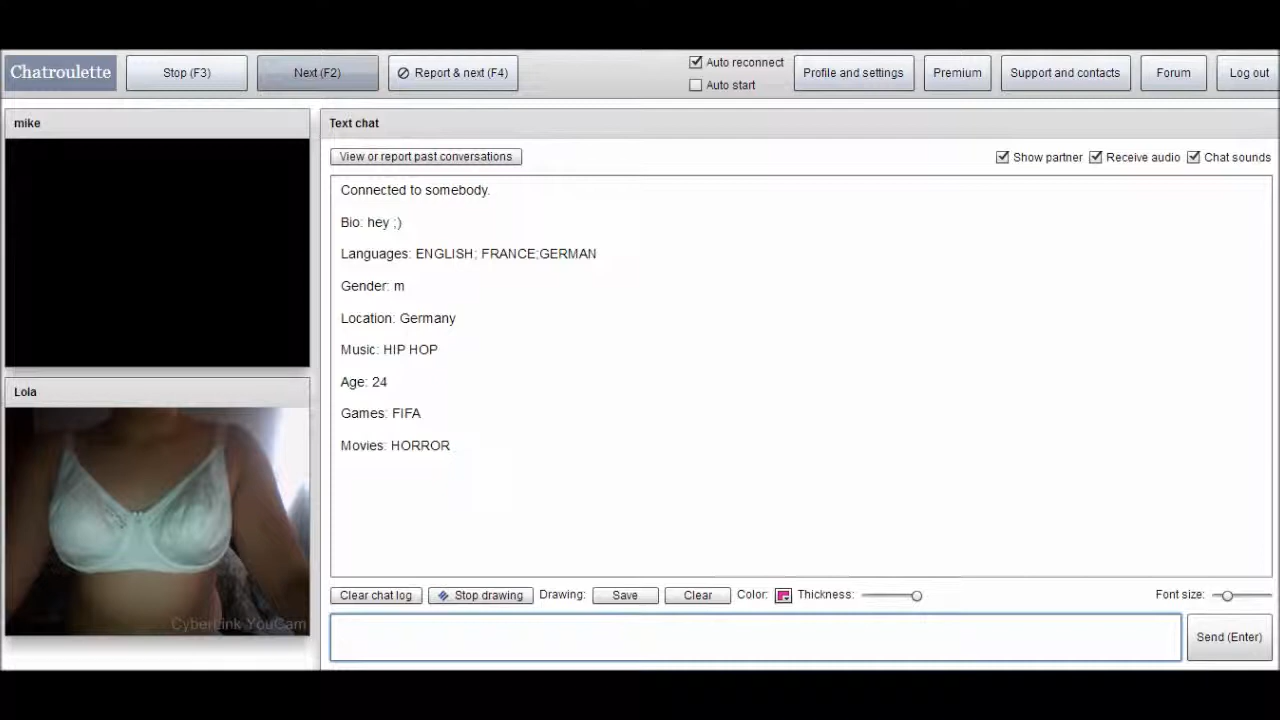 Chatroulette
Stop (F3)
Next (F2)
Report & next (F4)
Auto reconnect
Auto start
Profile and settings
Premium
Support and contacts
Forum
Log out
mike
Text chat
View or report past conversations
Show partner
Receive audio
Chat sounds
Connected to somebody.
Bio: hey ;)
Languages: ENGLISH; FRANCE;GERMAN
Gender: m
Location: Germany
Music: HIP HOP
Age: 24
Games: FIFA
Movies: HORROR
Lola
CyberLink YouCam
Clear chat log
Stop drawing
Drawing:
Save
Clear
Color:
Thickness:
Font size:
Send (Enter)